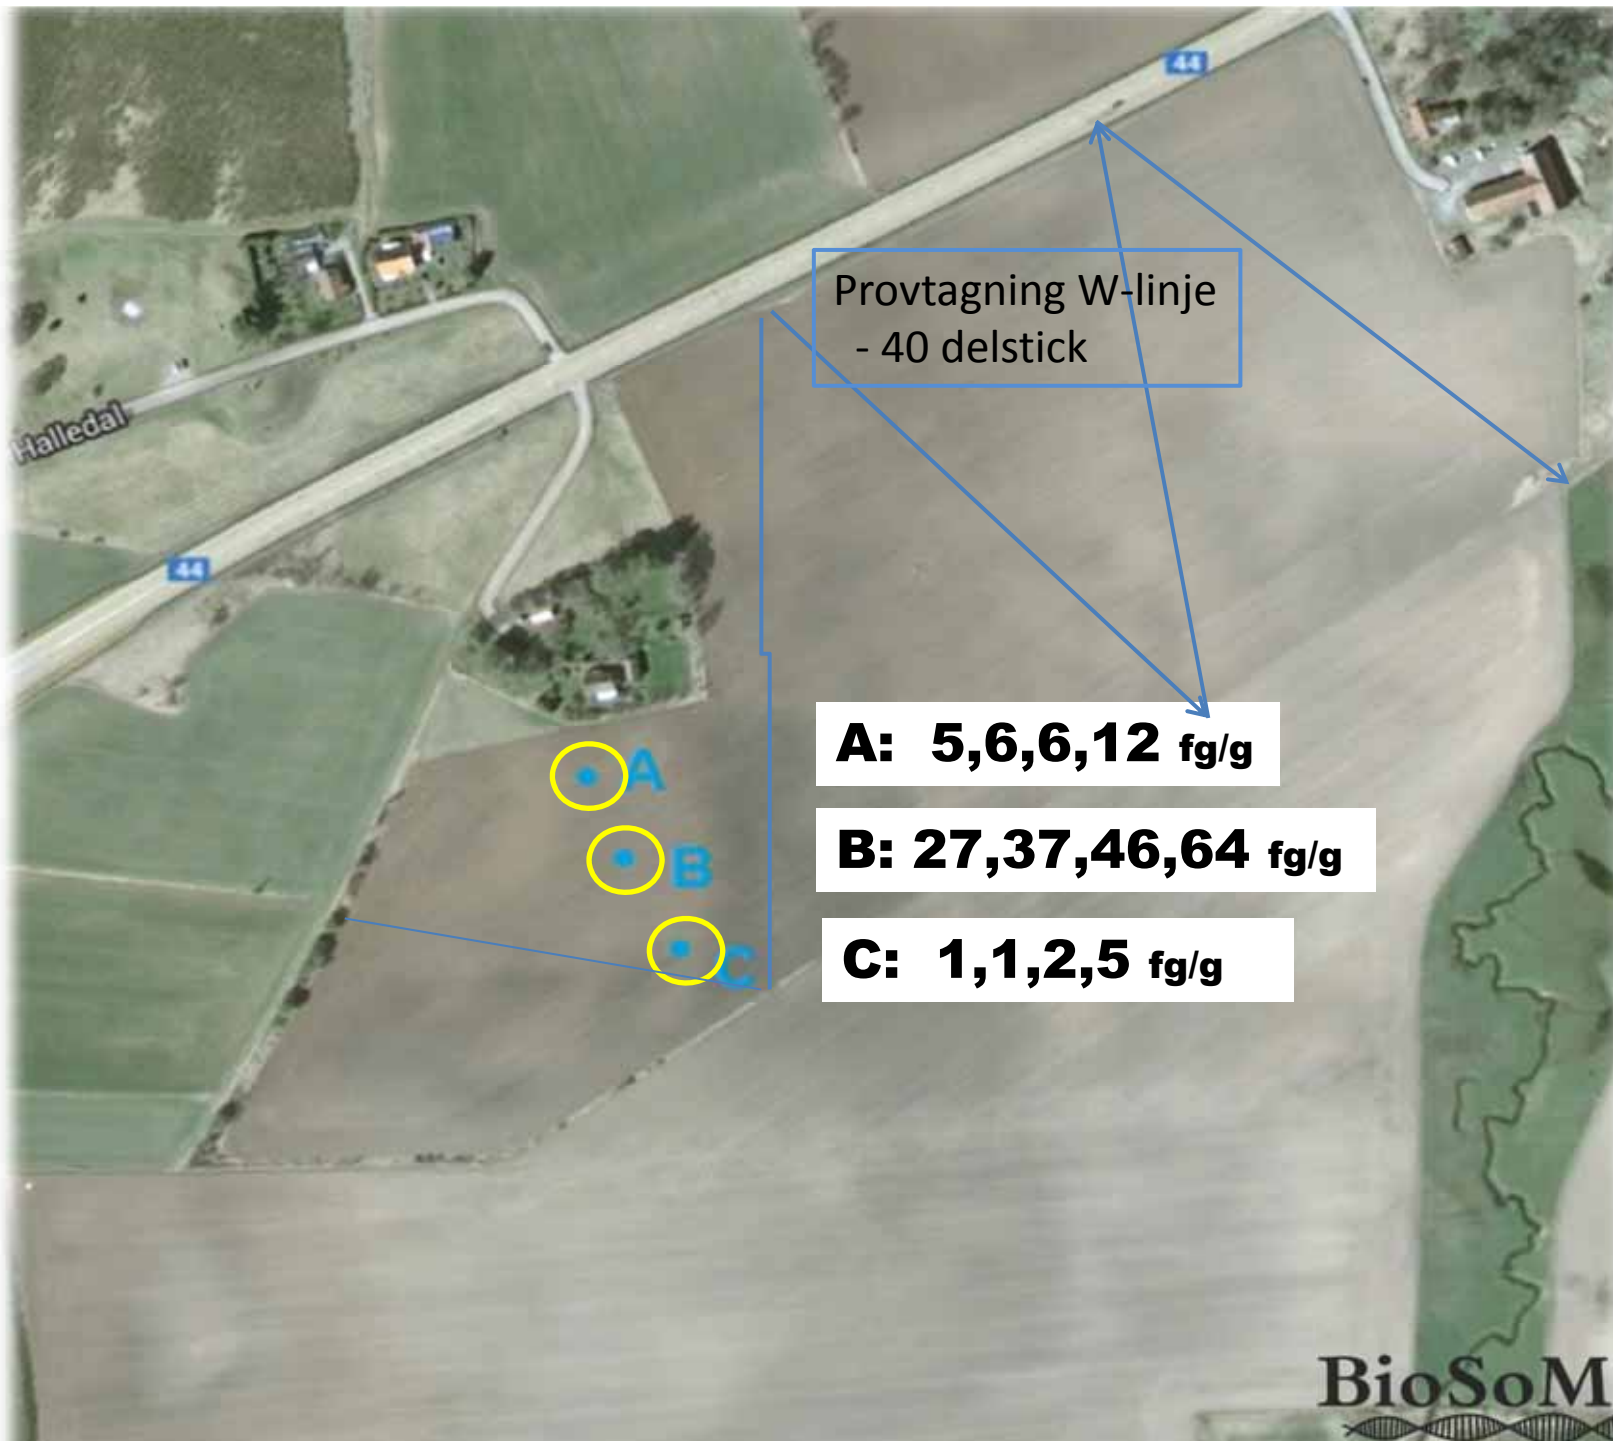 44
Provtagning W-linje
- 40 delstick
Halledal
44
A: 5,6,6,12 fg/g
A
B: 27,37,46,64 fg/g
B
C: 1,1,2,5 fg/g
C
BioSoM